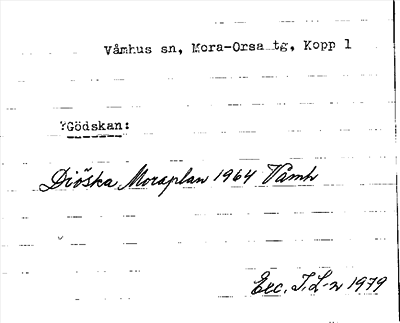 Våmhus sn, Mora-Orsa tg, Kopp 1
?Gödskan:
Diöska Moraplan 1964 Våmh
Exc. T.L-n 1979